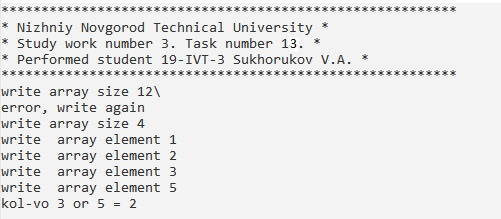 *********************************************************
* Nizhniy Novgorod Technical University *
* Study work number 3. Task number 13. *
* Performed student 19-IVT-3 Sukhorukov V.A. *
*********************************************************
write array size 12\
error, write again
write array size 4
write  array element 1
write  array element 2
write  array element 3
write  array element 5
kol-vo 3 or 5 = 2